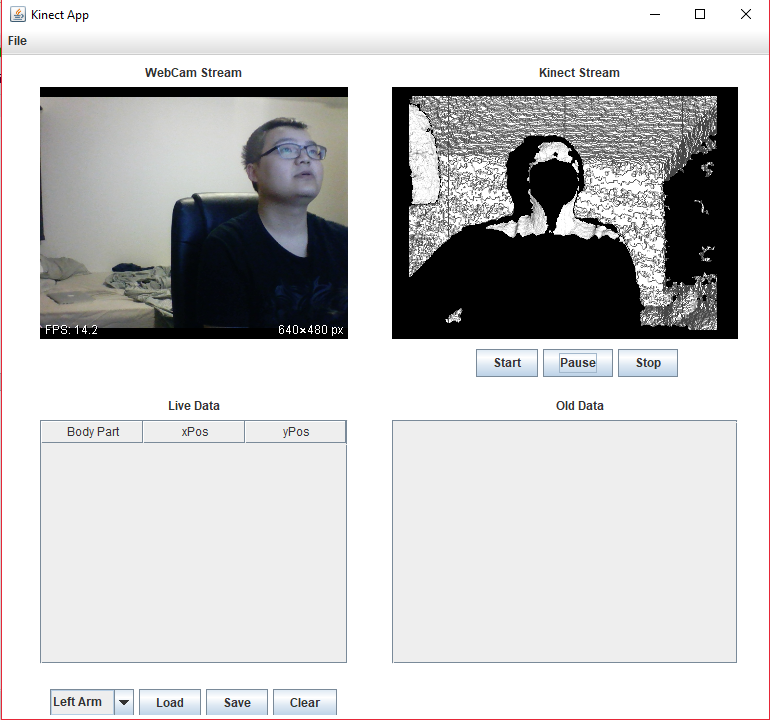 Kinect App
File
WebCam Stream
Kinect Stream
FPS: 14.2
640×480 px
Start Pause Stop
Live Data
Old Data
Body Part xPos yPos
Left Arm Load Save Clear